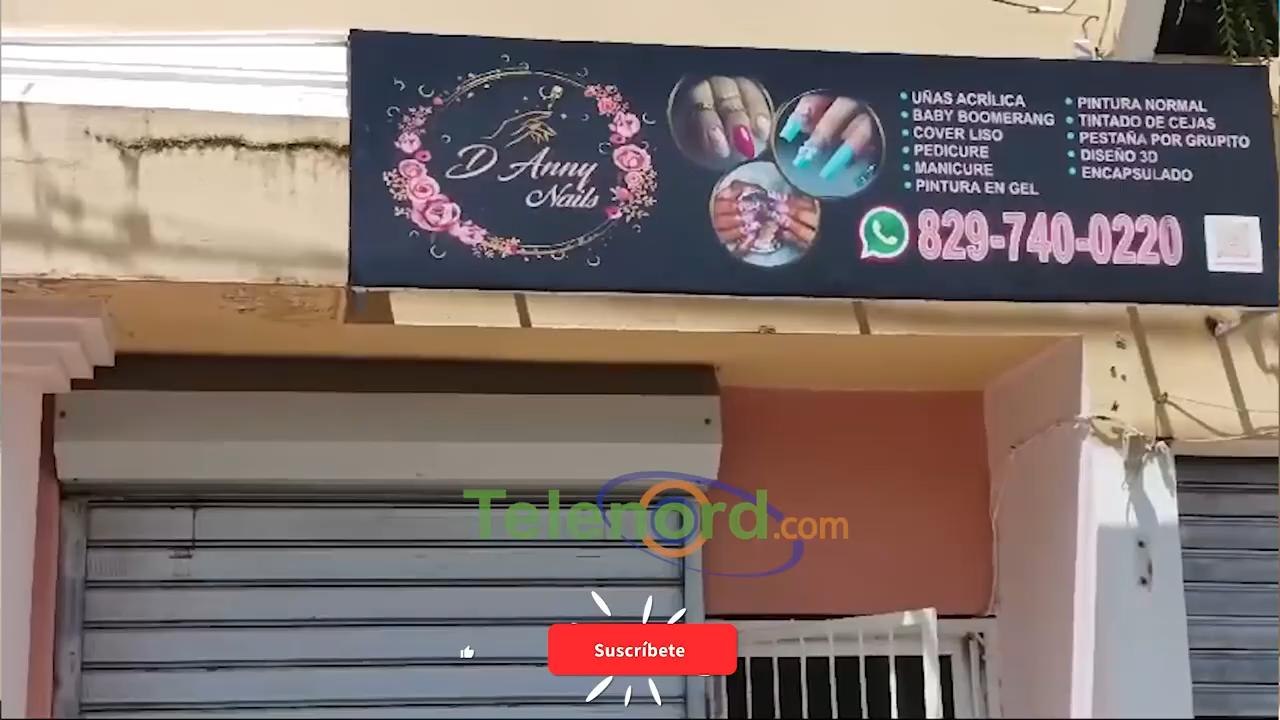 D Anny
Nails
UÑAS ACRÍLICA
BABY BOOMERANG
COVER LISO
PEDICURE
MANICURE
PINTURA EN GEL
PINTURA NORMAL
TINTADO DE CEJAS
PESTAÑA POR GRUPITO
DISEÑO 3D
ENCAPSULADO
829-740-0220
Telenord.com
Suscríbete